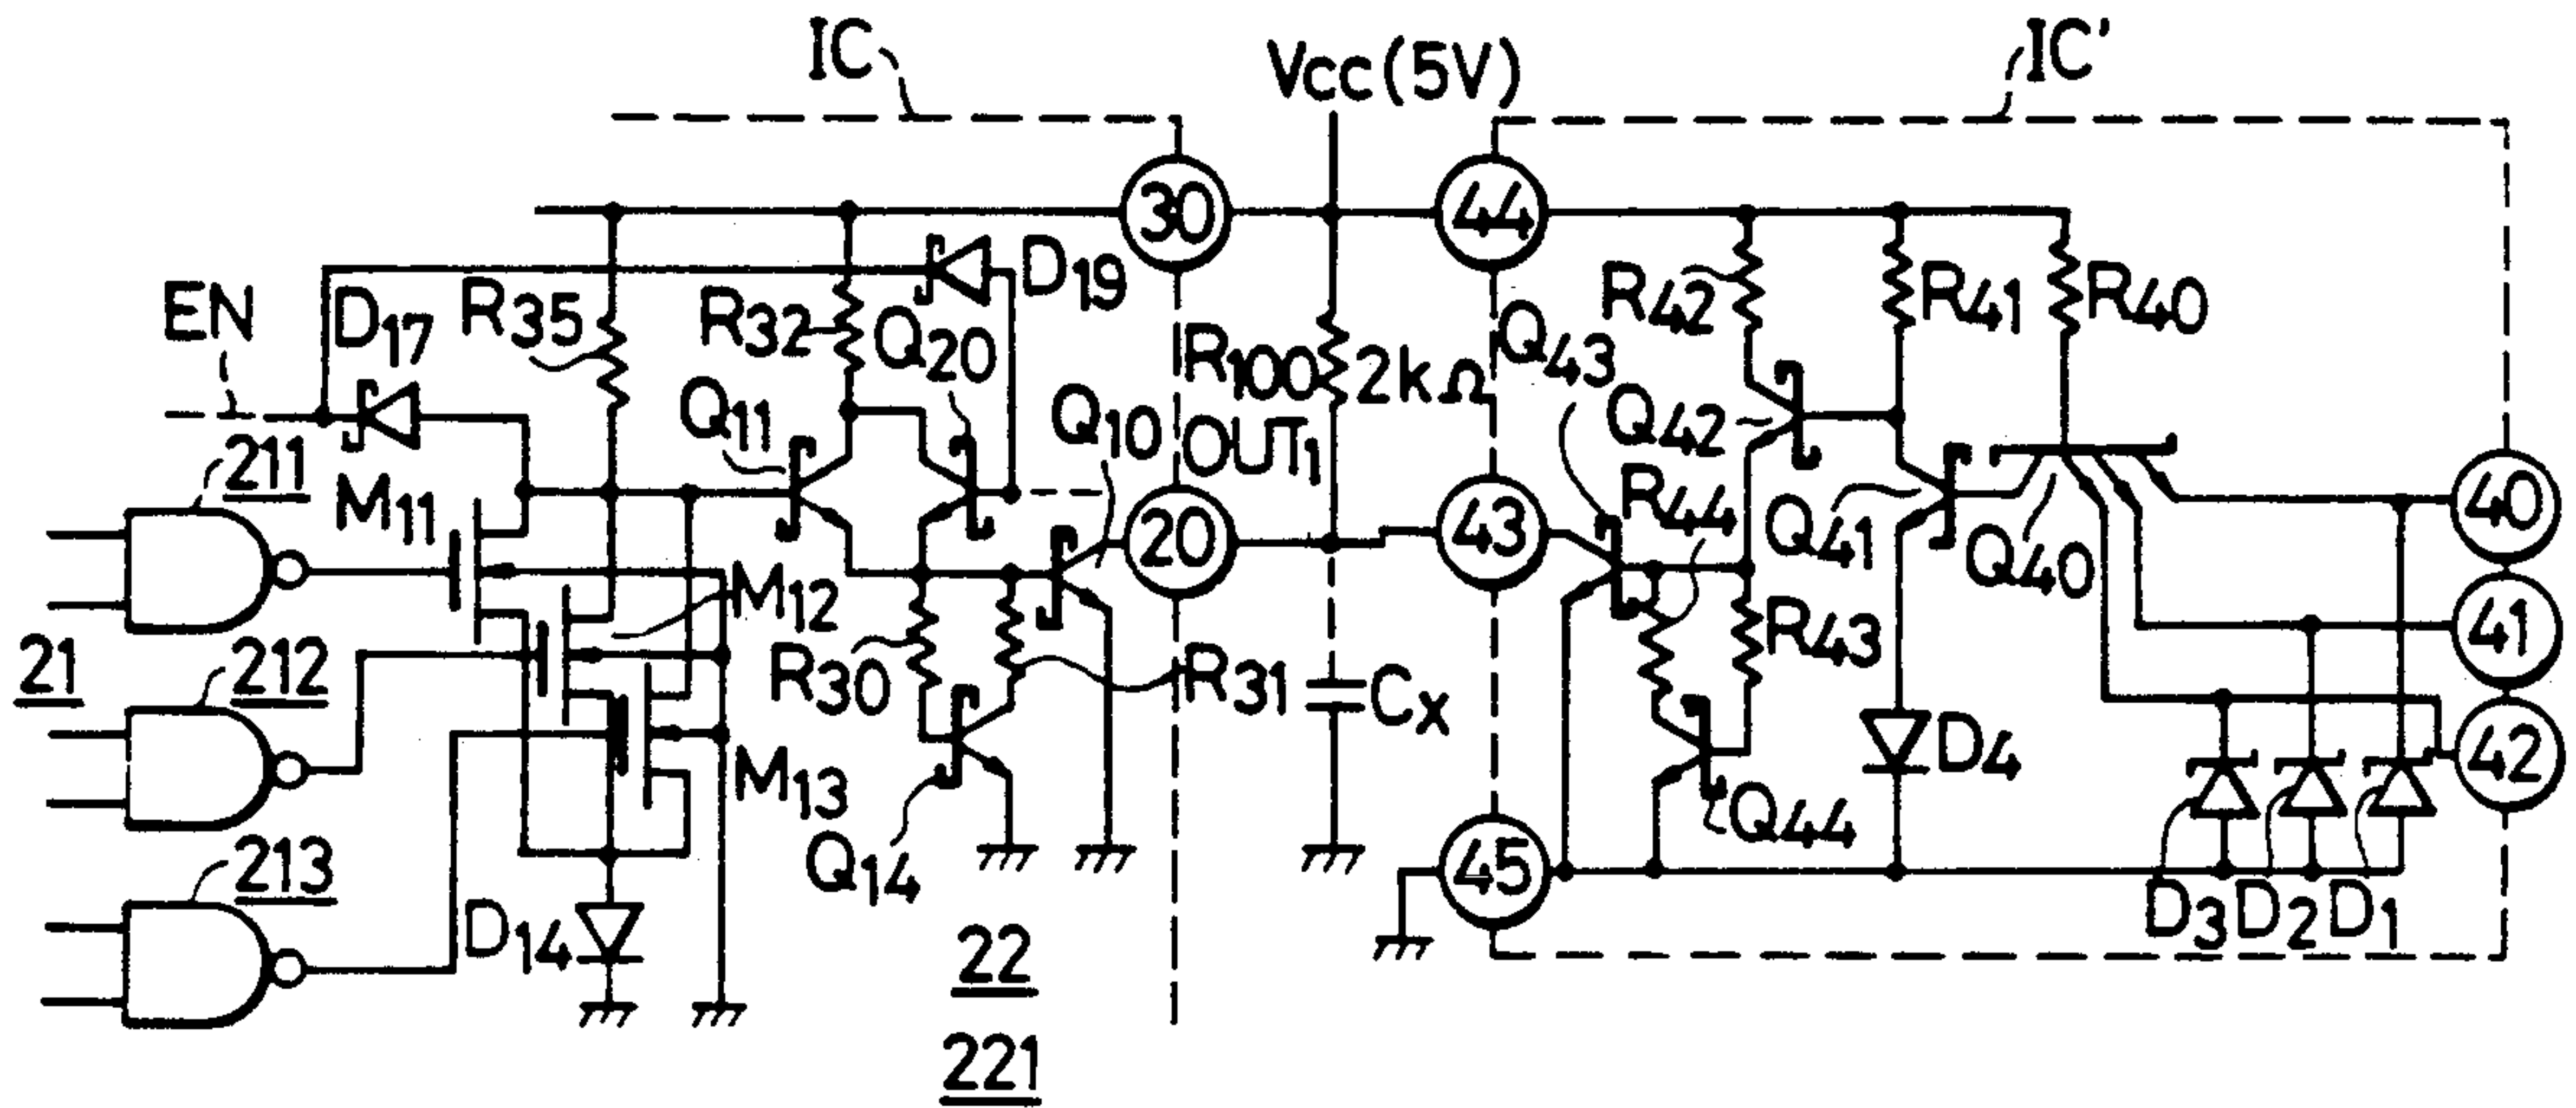 IC
Vcc(5V)
IC'
30
44
EN
D17
R35
R32
Q20
D19
R100
2kΩ
Q43
R42
R41
R40
Q11
Q10
OUT1
Q42
R44
Q41
Q40
40
211
M11
20
43
41
21
212
M12
R30
R31
Cx
R43
D4
42
M13
Q14
Q44
213
D14
45
D3
D2
D1
22
221